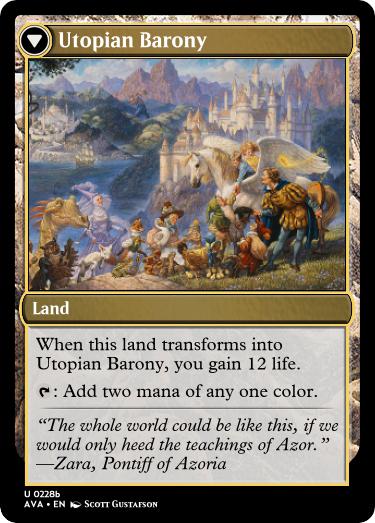 Utopian Barony
Land
When this land transforms into
Utopian Barony, you gain 12 life.
: Add two mana of any one color.
“The whole world could be like this, if we
would only heed the teachings of Azor.”
—Zara, Pontiff of Azoria
U 0228b
AVA • EN Scott Gustafson